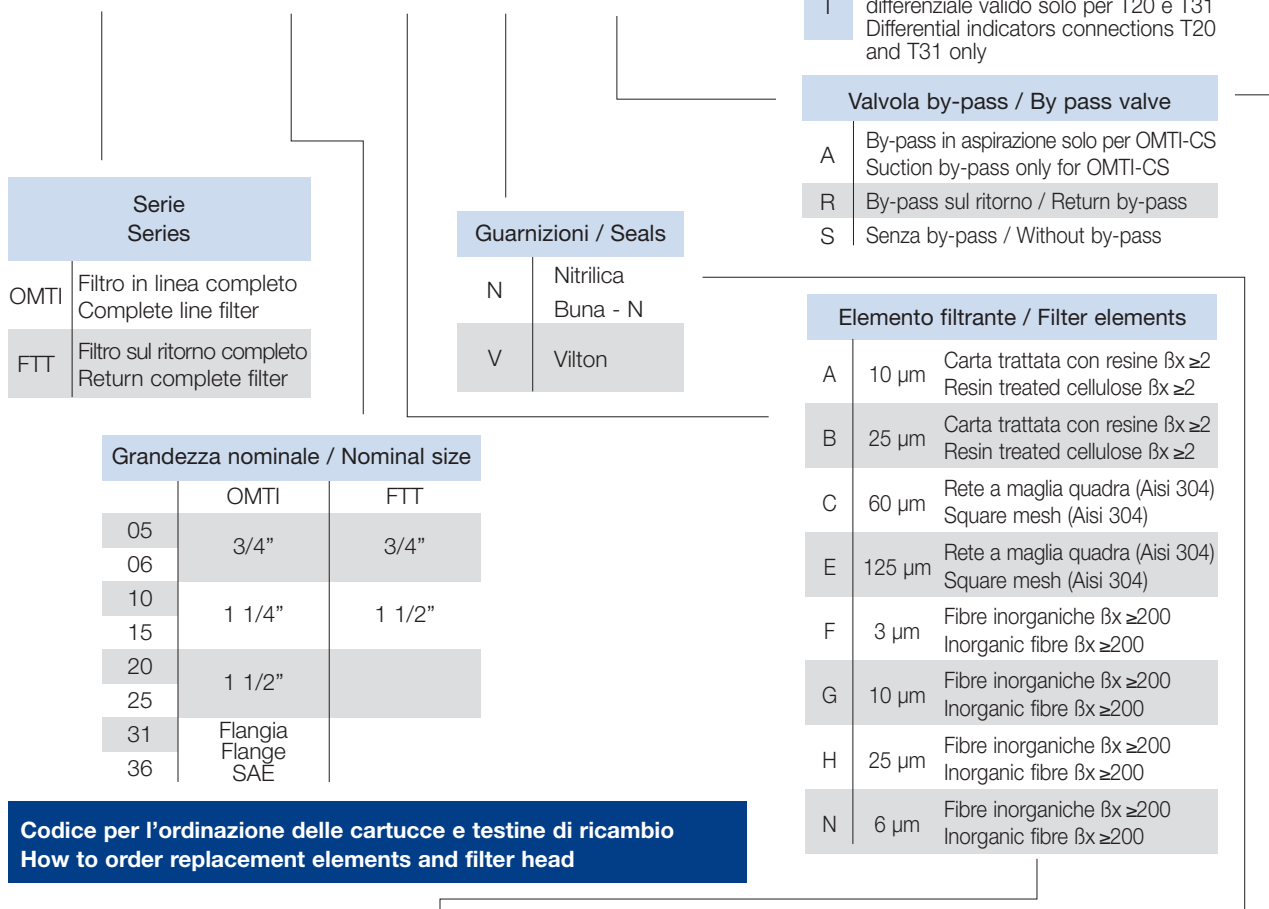 T
differenziale valido solo per T20 e T31
Differential indicators connections T20
and T31 only
Valvola by-pass / By pass valve
A
By-pass in aspirazione solo per OMTI-CS
Suction by-pass only for OMTI-CS
R By-pass sul ritorno / Return by-pass
S Senza by-pass / Without by-pass
Serie
Series
OMTI
Filtro in linea completo
Complete line filter
FTT
Filtro sul ritorno completo
Return complete filter
Guarnizioni / Seals
N
Nitrilica
Buna - N
V Vilton
Elemento filtrante / Filter elements
A 10 µm
Carta trattata con resine ßx ≥2
Resin treated cellulose ßx ≥2
B 25 µm
Carta trattata con resine ßx ≥2
Resin treated cellulose ßx ≥2
C 60 µm
Rete a maglia quadra (Aisi 304)
Square mesh (Aisi 304)
E 125 µm
Rete a maglia quadra (Aisi 304)
Square mesh (Aisi 304)
F 3 µm
Fibre inorganiche ßx ≥200
Inorganic fibre ßx ≥200
G 10 µm
Fibre inorganiche ßx ≥200
Inorganic fibre ßx ≥200
H 25 µm
Fibre inorganiche ßx ≥200
Inorganic fibre ßx ≥200
N 6 µm
Fibre inorganiche ßx ≥200
Inorganic fibre ßx ≥200
Grandezza nominale / Nominal size
OMTI FTT
05
06
3/4” 3/4”
10
15
1 1/4” 1 1/2”
20
25
1 1/2”
31
36
Flangia
Flange
SAE
Codice per l’ordinazione delle cartucce e testine di ricambio
How to order replacement elements and filter head